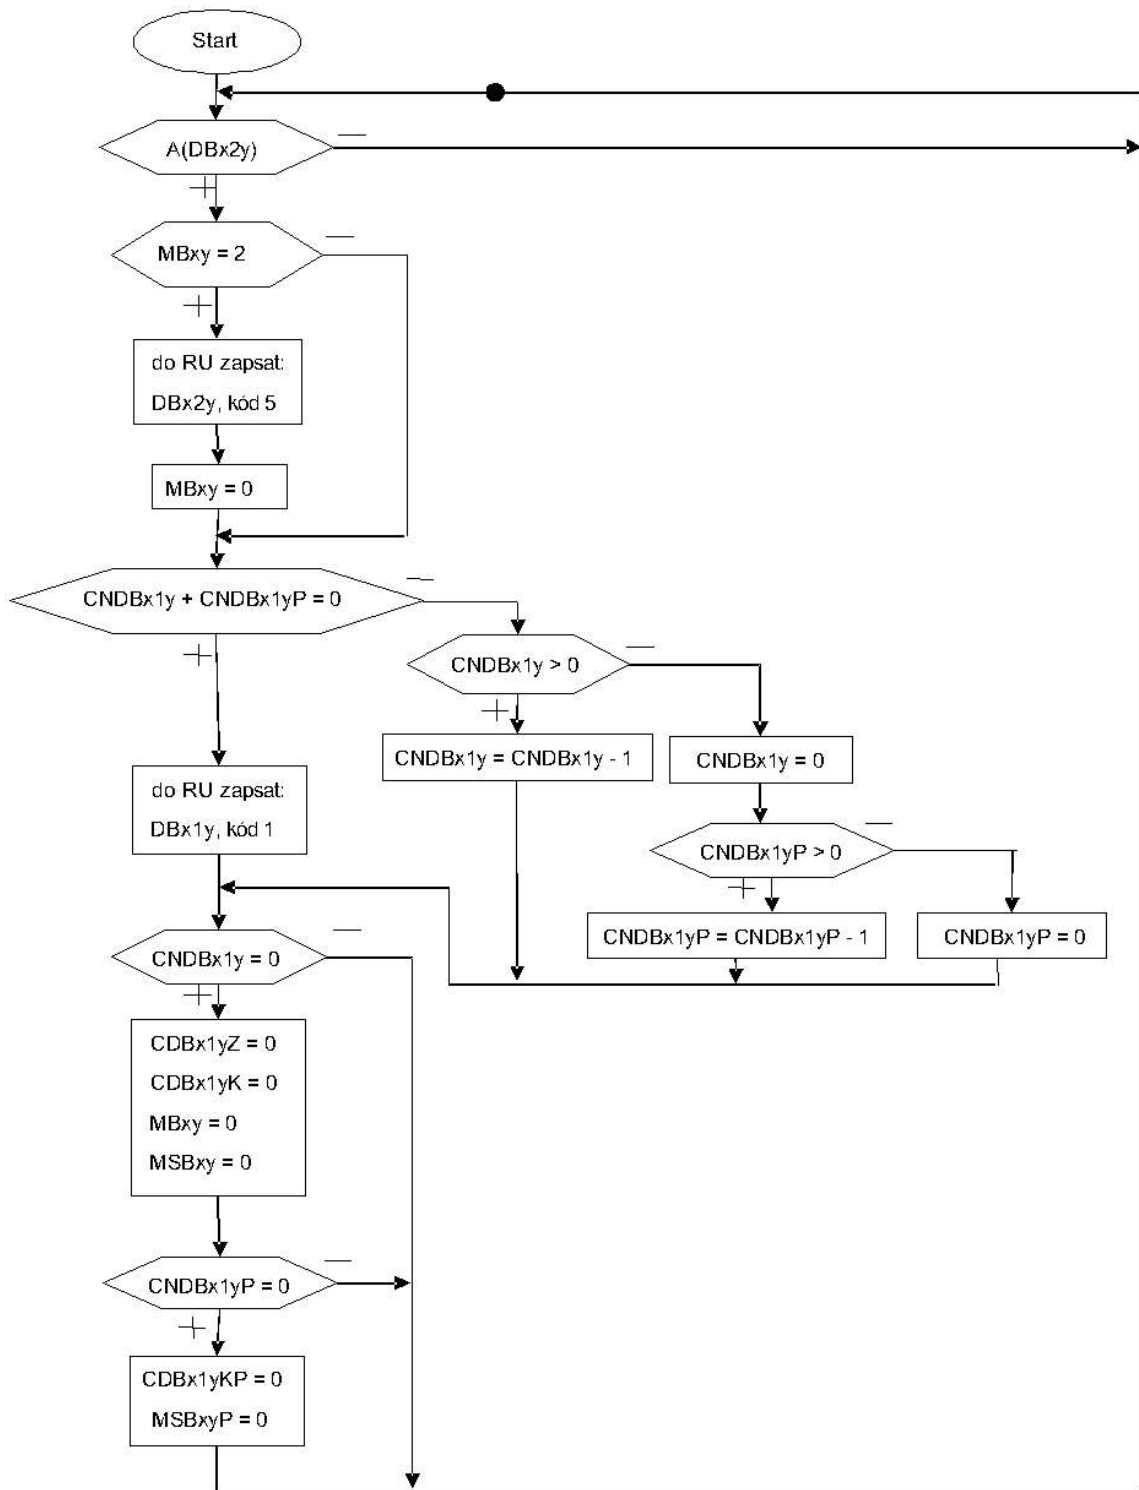 Start
A(DBx2y)
—
+
MBxy = 2
—
+
do RU zapsat:
DBx2y, kód 5
MBxy = 0
CNDBx1y + CNDBx1yP = 0
—
+
CNDBx1y > 0
—
+
CNDBx1y = CNDBx1y - 1
CNDBx1y = 0
do RU zapsat:
DBx1y, kód 1
CNDBx1yP > 0
—
+
CNDBx1yP = CNDBx1yP - 1
CNDBx1yP = 0
CNDBx1y = 0
—
+
CDBx1yZ = 0
CDBx1yK = 0
MBxy = 0
MSBxy = 0
CNDBx1yP = 0
—
+
CDBx1yKP = 0
MSBxyP = 0